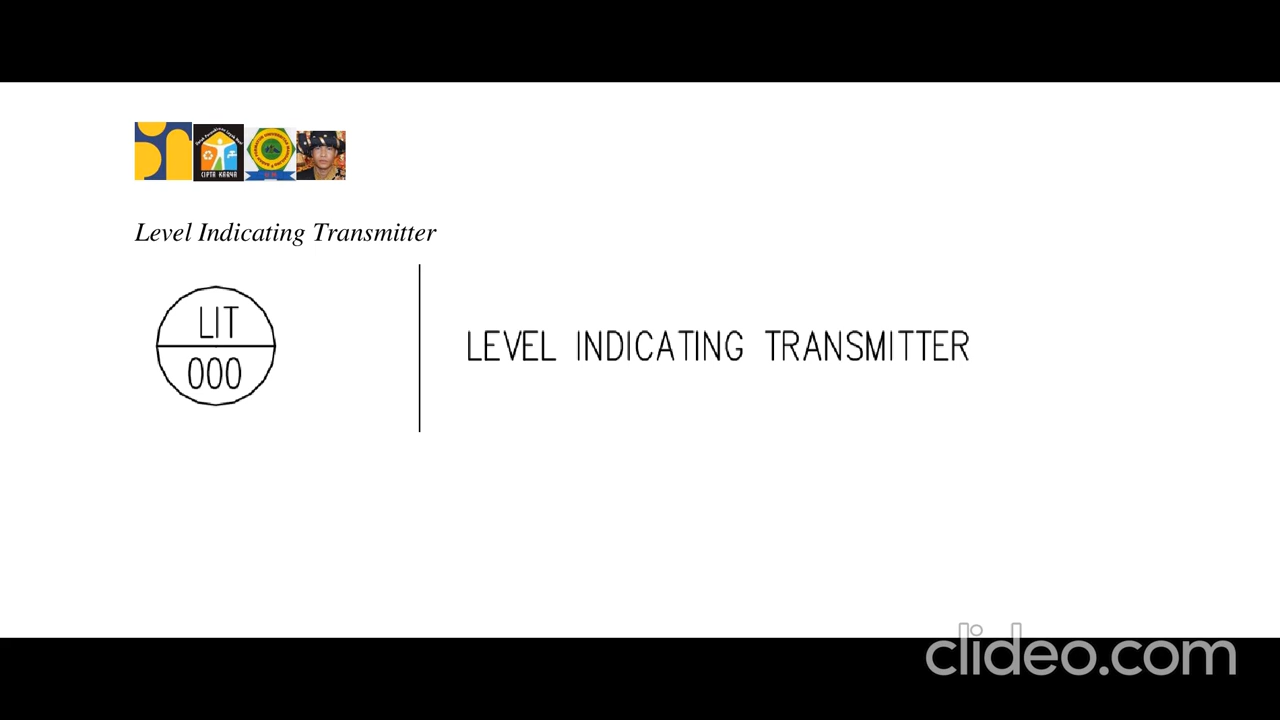 CIPTA KARYA
Level Indicating Transmitter
LIT
000
LEVEL INDICATING TRANSMITTER
clideo.com